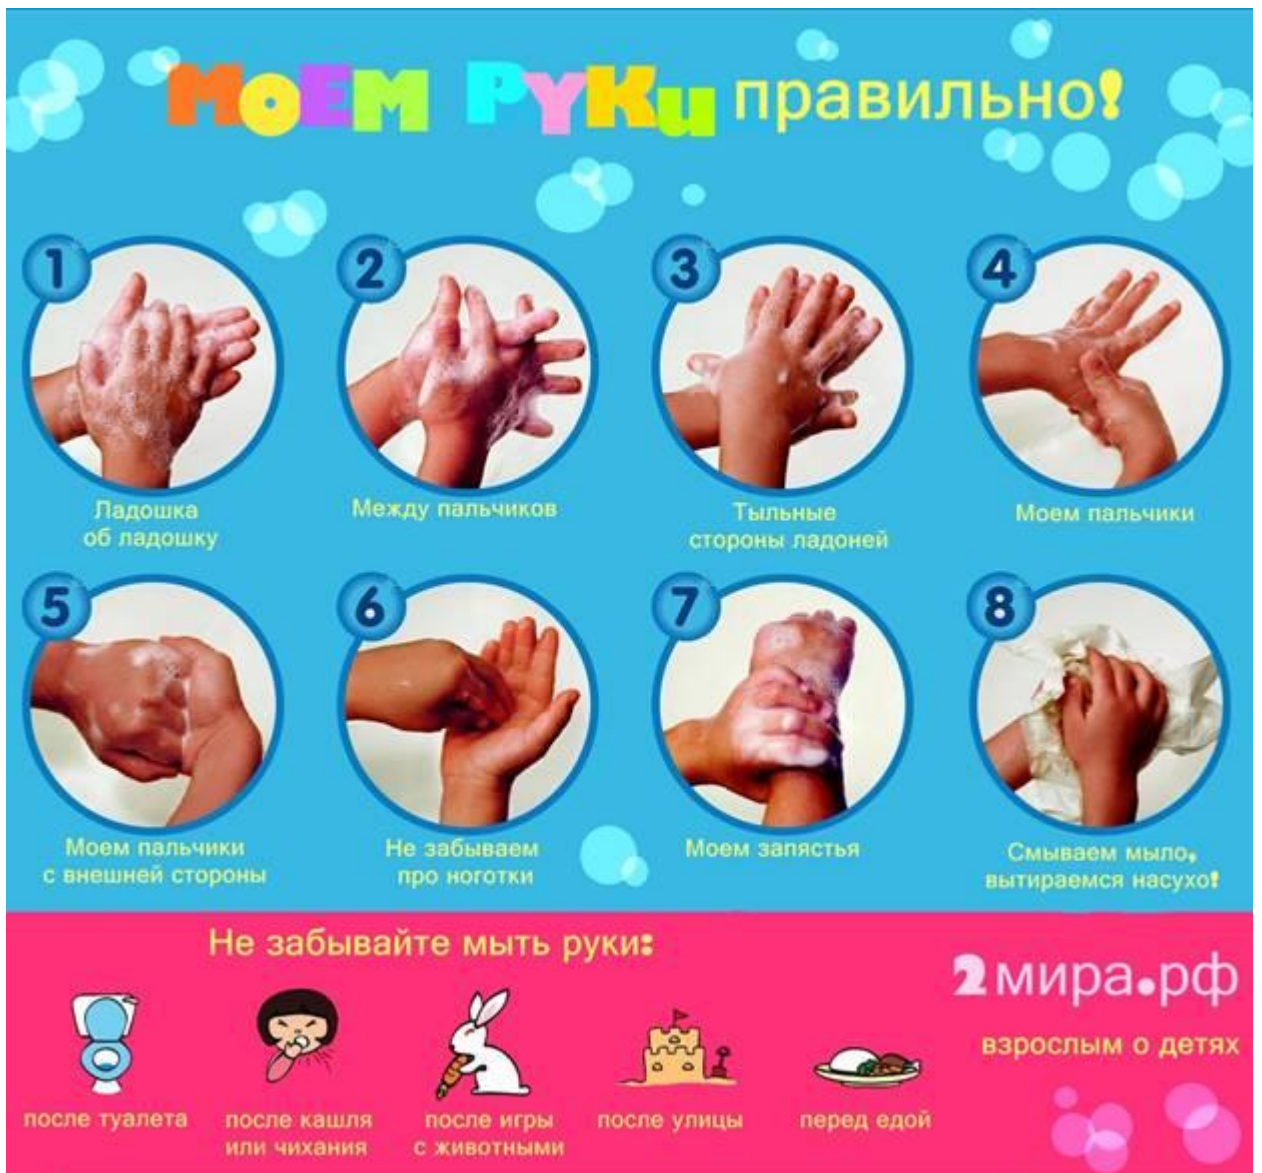 МОЕМ РУКИ правильно!
1
2
3
4
Ладошка
об ладошку
Между пальчиков
Тыльные
стороны ладоней
Моем пальчики
5
6
7
8
Моем пальчики
с внешней стороны
Не забываем
про ноготки
Моем запястья
Смываем мыло,
вытираемся насухо!
Не забывайте мыть руки:
после туалета
после кашля
или чихания
после игры
с животными
после улицы
перед едой
2мира.рф
взрослым о детях